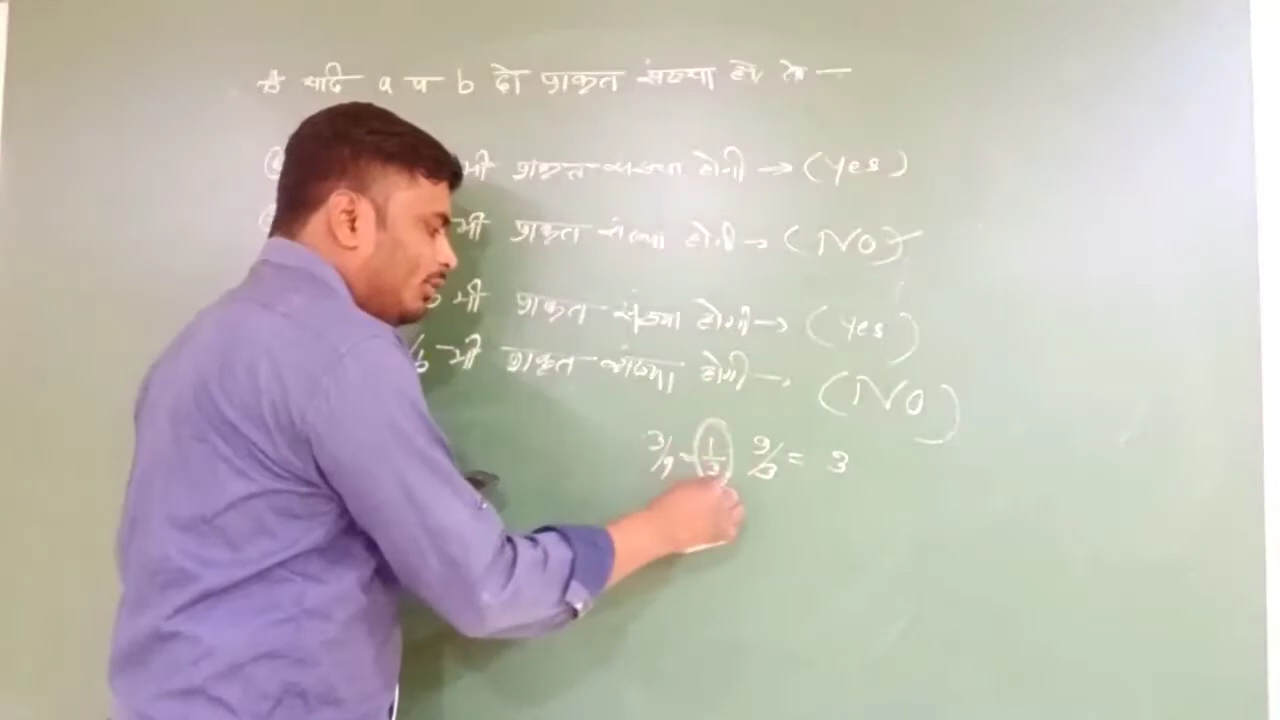 * यदि a व b दो प्राकृत संख्या हो तो —
भी प्राकृत संख्या होगी → (Yes)
भी प्राकृत संख्या होगी → (NO)
b भी प्राकृत संख्या होगी → (Yes)
/b भी प्राकृत संख्या होगी → (No)
3/9 = 1/3 9/3 = 3